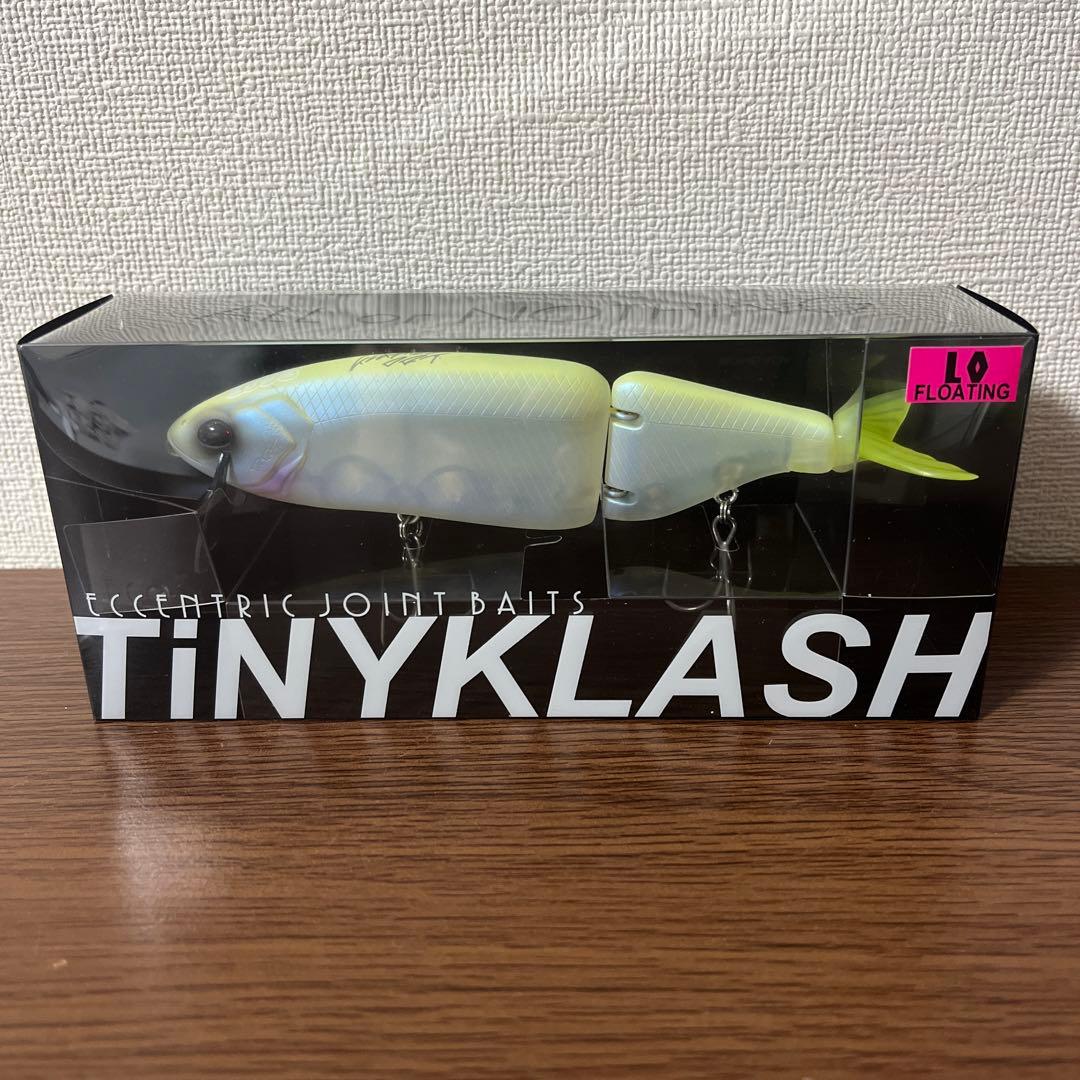 LO
FLOATING
ECCENTRIC JOINT BAITS
TiNYKLASH